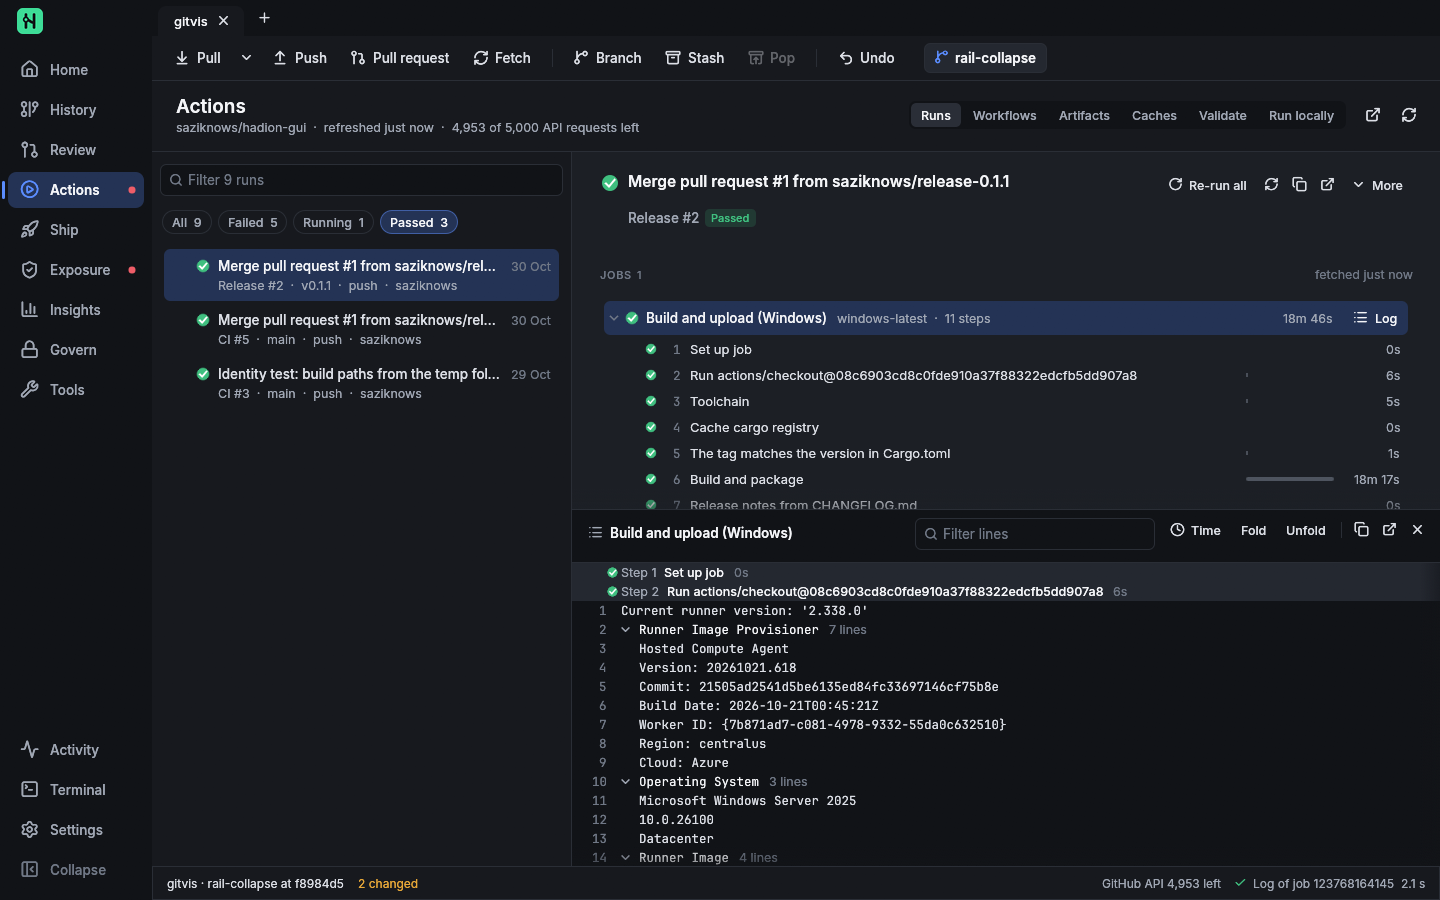 gitvis
Home
History
Review
Actions
Ship
Exposure
Insights
Govern
Tools
Activity
Terminal
Settings
Collapse
Pull
Push
Pull request
Fetch
Branch
Stash
Pop
Undo
rail-collapse
Actions
saziknows/hadion-gui · refreshed just now · 4,953 of 5,000 API requests left
Runs Workflows Artifacts Caches Validate Run locally
Filter 9 runs
All 9 Failed 5 Running 1 Passed 3
Merge pull request #1 from saziknows/rel... 30 Oct
Release #2 · v0.1.1 · push · saziknows
Merge pull request #1 from saziknows/rel... 30 Oct
CI #5 · main · push · saziknows
Identity test: build paths from the temp fol... 29 Oct
CI #3 · main · push · saziknows
Merge pull request #1 from saziknows/release-0.1.1
Re-run all More
Release #2 Passed
JOBS 1 fetched just now
Build and upload (Windows) windows-latest · 11 steps 18m 46s Log
1 Set up job 0s
2 Run actions/checkout@08c6903cd8c0fde910a37f88322edcfb5dd907a8 6s
3 Toolchain 5s
4 Cache cargo registry 0s
5 The tag matches the version in Cargo.toml 1s
6 Build and package 18m 17s
7 Release notes from CHANGELOG.md 0s
Build and upload (Windows) Filter lines Time Fold Unfold
Step 1 Set up job 0s
Step 2 Run actions/checkout@08c6903cd8c0fde910a37f88322edcfb5dd907a8 6s
1 Current runner version: '2.338.0'
2 Runner Image Provisioner 7 lines
3 Hosted Compute Agent
4 Version: 20261021.618
5 Commit: 21505ad2541d5be6135ed84fc33697146cf75b8e
6 Build Date: 2026-10-21T00:45:21Z
7 Worker ID: {7b871ad7-c081-4978-9332-55da0c632510}
8 Region: centralus
9 Cloud: Azure
10 Operating System 3 lines
11 Microsoft Windows Server 2025
12 10.0.26100
13 Datacenter
14 Runner Image 4 lines
gitvis · rail-collapse at f8984d5 2 changed
GitHub API 4,953 left Log of job 123768164145 2.1 s